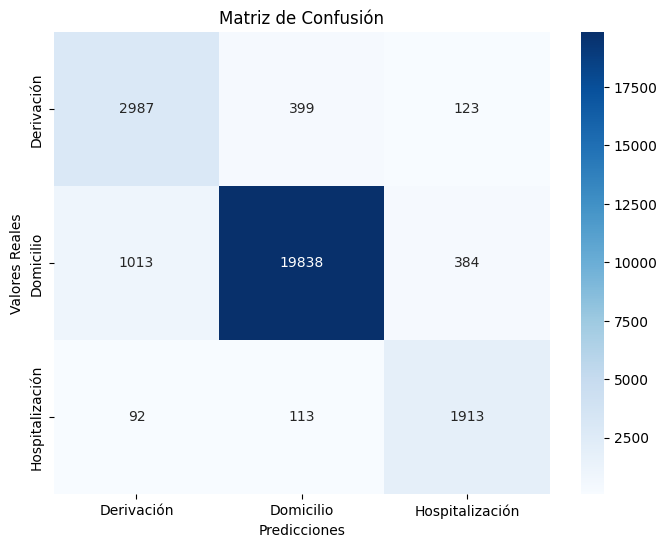 Matriz de Confusión
Valores Reales
Derivación
2987 399 123
Domicilio
1013 19838 384
Hospitalización
92 113 1913
Derivación Domicilio Hospitalización
Predicciones
17500
15000
12500
10000
7500
5000
2500